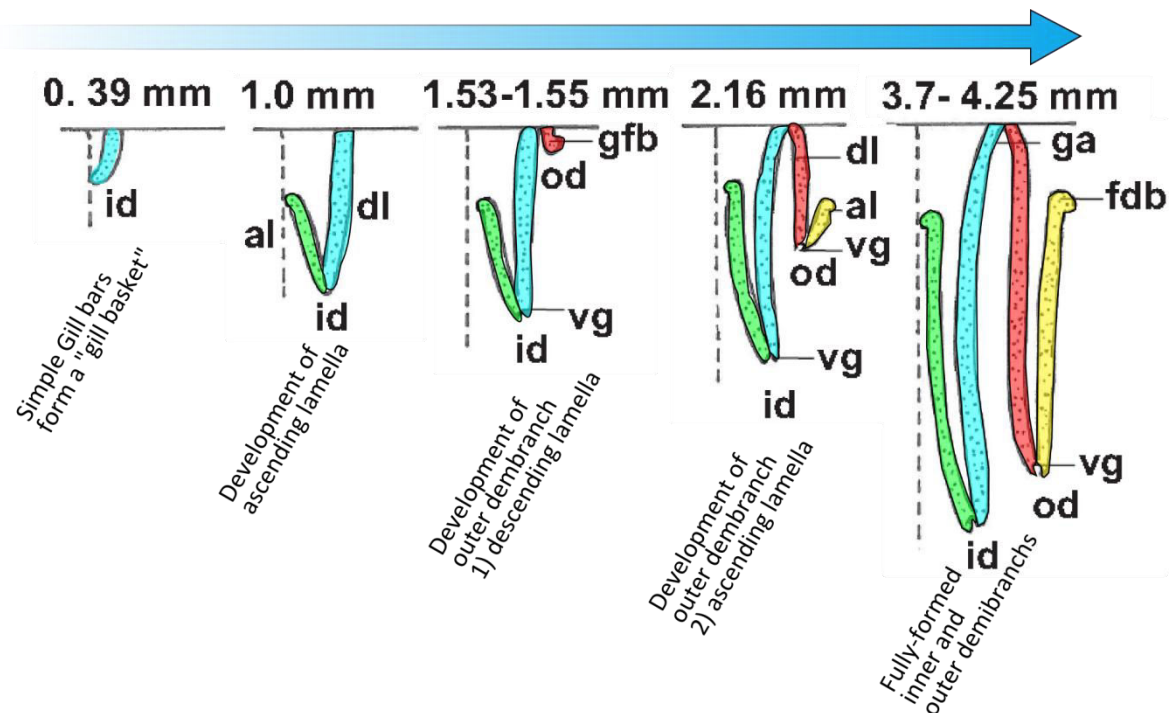 0. 39 mm
id
Simple Gill bars
form a "gill basket"
1.0 mm
al
dl
id
Development of
ascending lamella
1.53-1.55 mm
gfb
od
vg
id
Development of
outer dembranch
1) descending lamella
2.16 mm
dl
al
vg
od
vg
id
Development of
outer dembranch
2) ascending lamella
3.7- 4.25 mm
ga
fdb
vg
od
id
Fully-formed
inner and
outer demibranchs